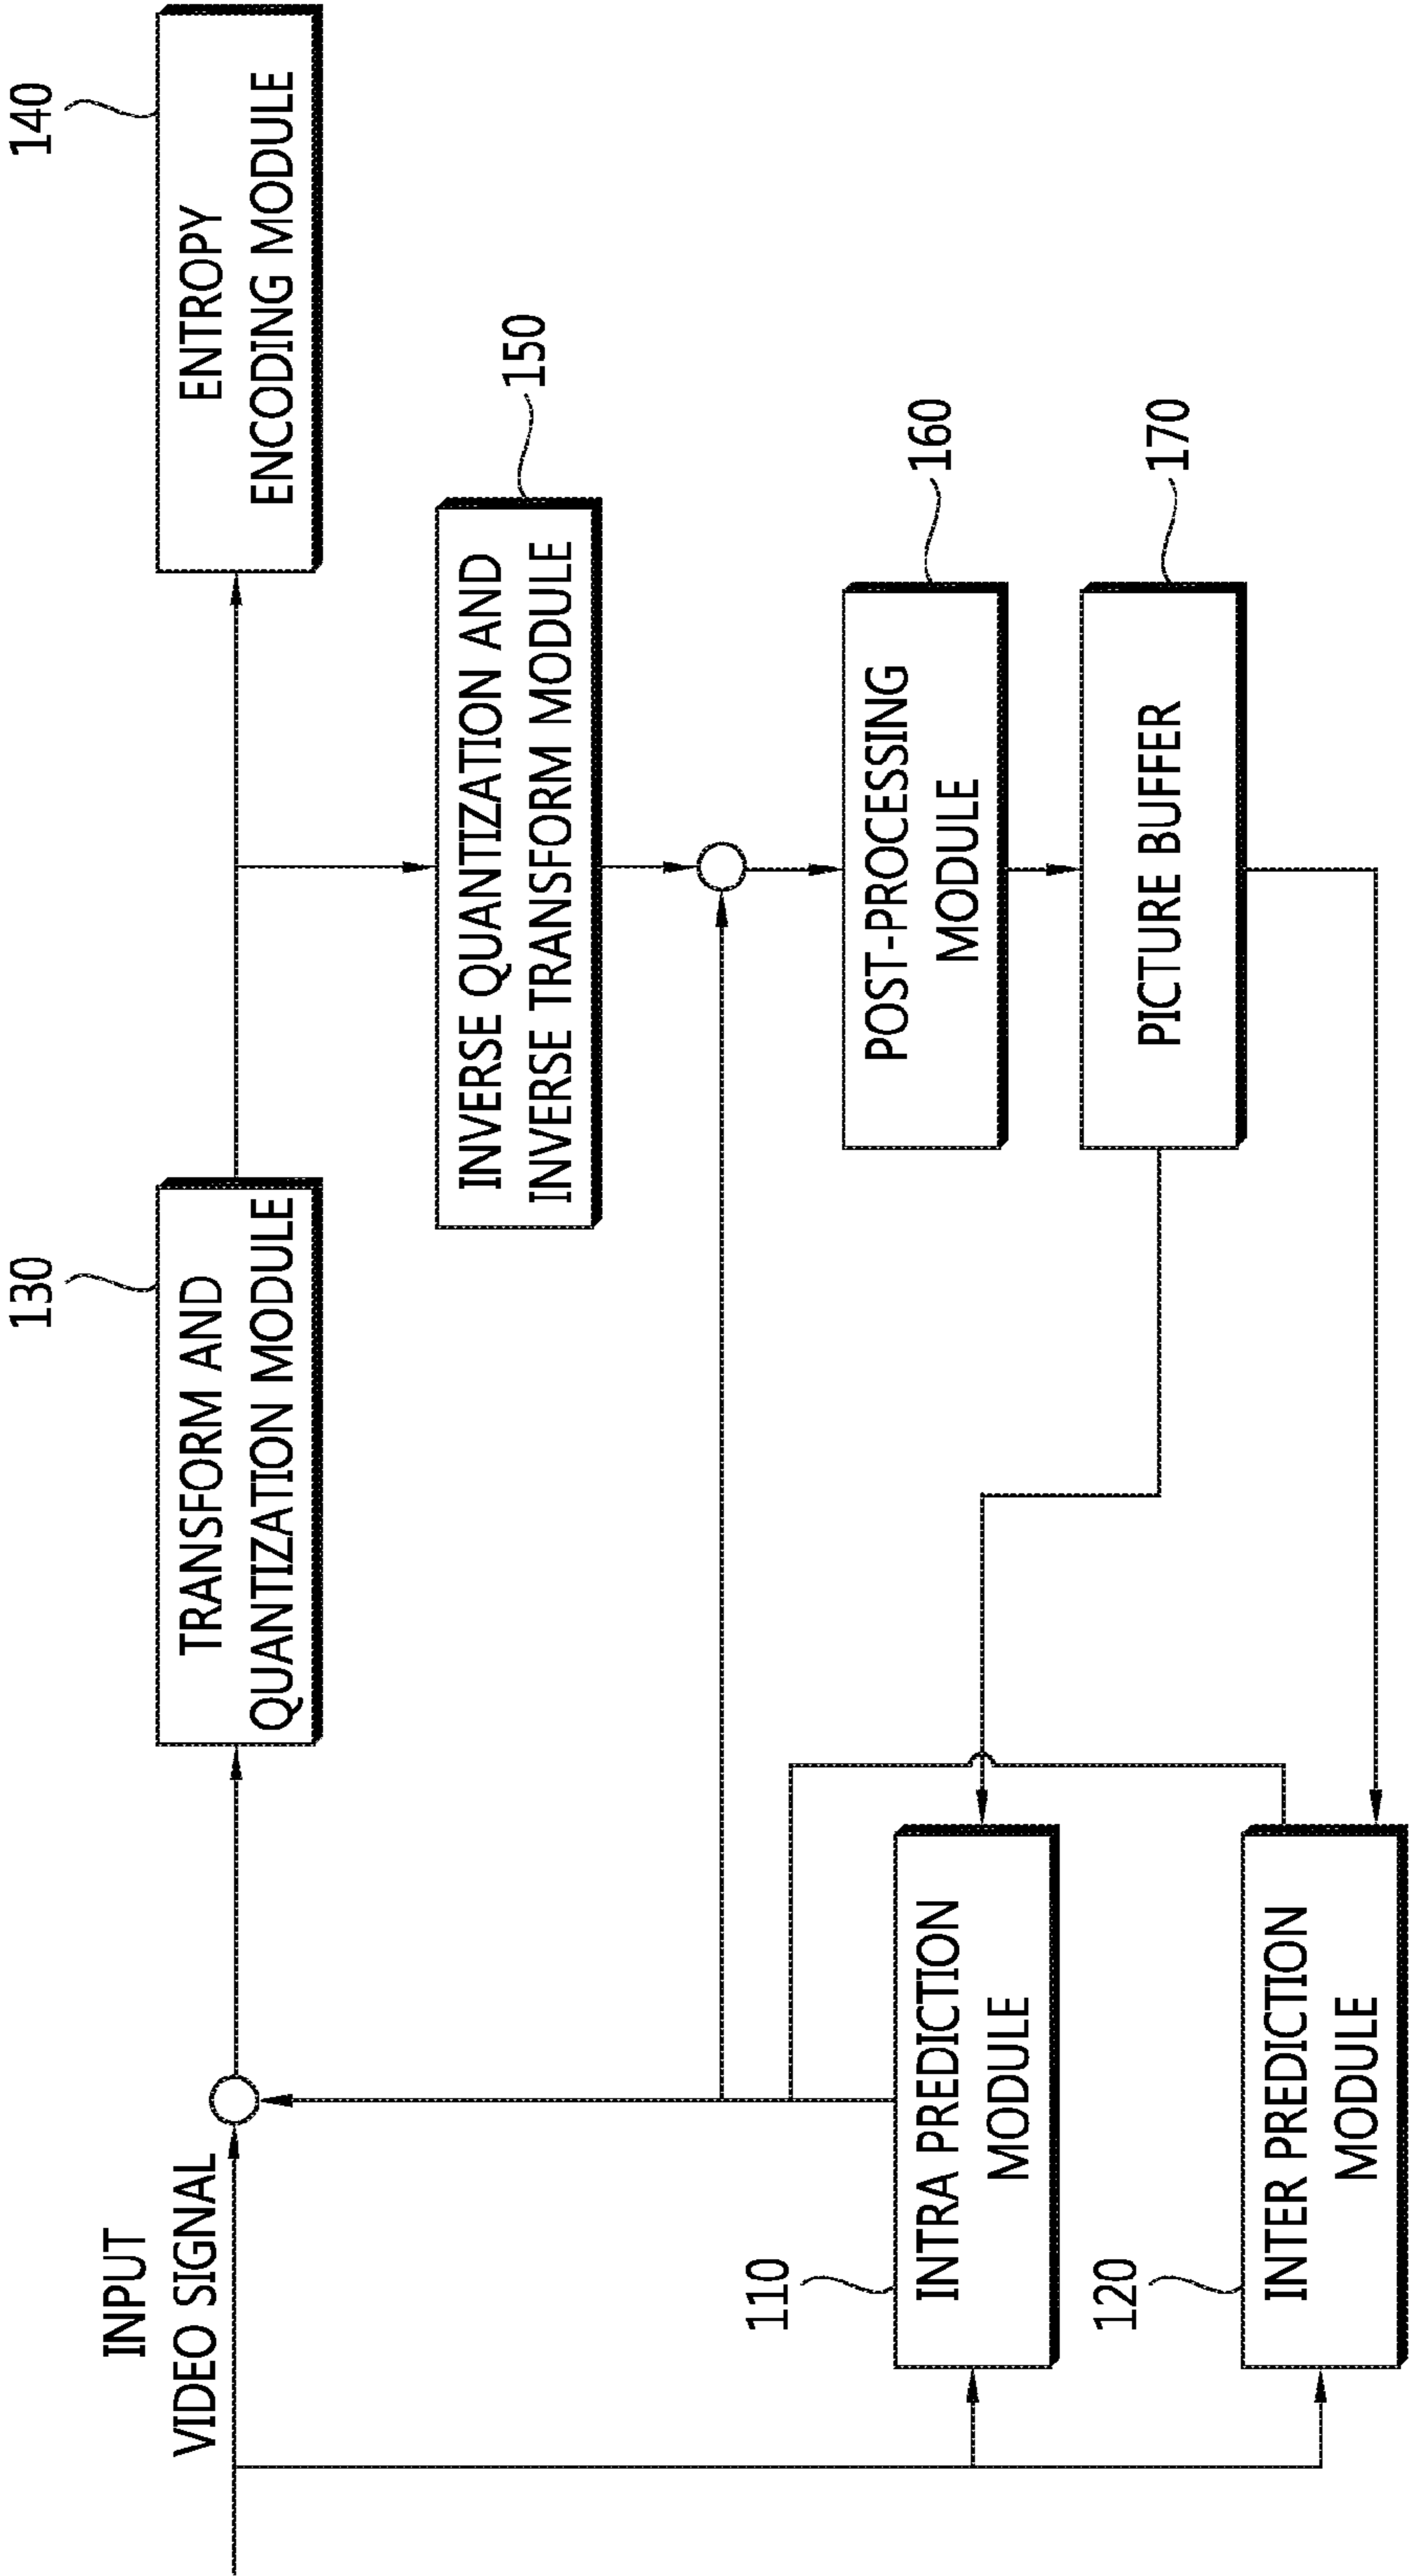 INPUT
VIDEO SIGNAL
130
TRANSFORM AND
QUANTIZATION MODULE
140
ENTROPY
ENCODING MODULE
150
INVERSE QUANTIZATION AND
INVERSE TRANSFORM MODULE
160
POST-PROCESSING
MODULE
170
PICTURE BUFFER
110
INTRA PREDICTION
MODULE
120
INTER PREDICTION
MODULE